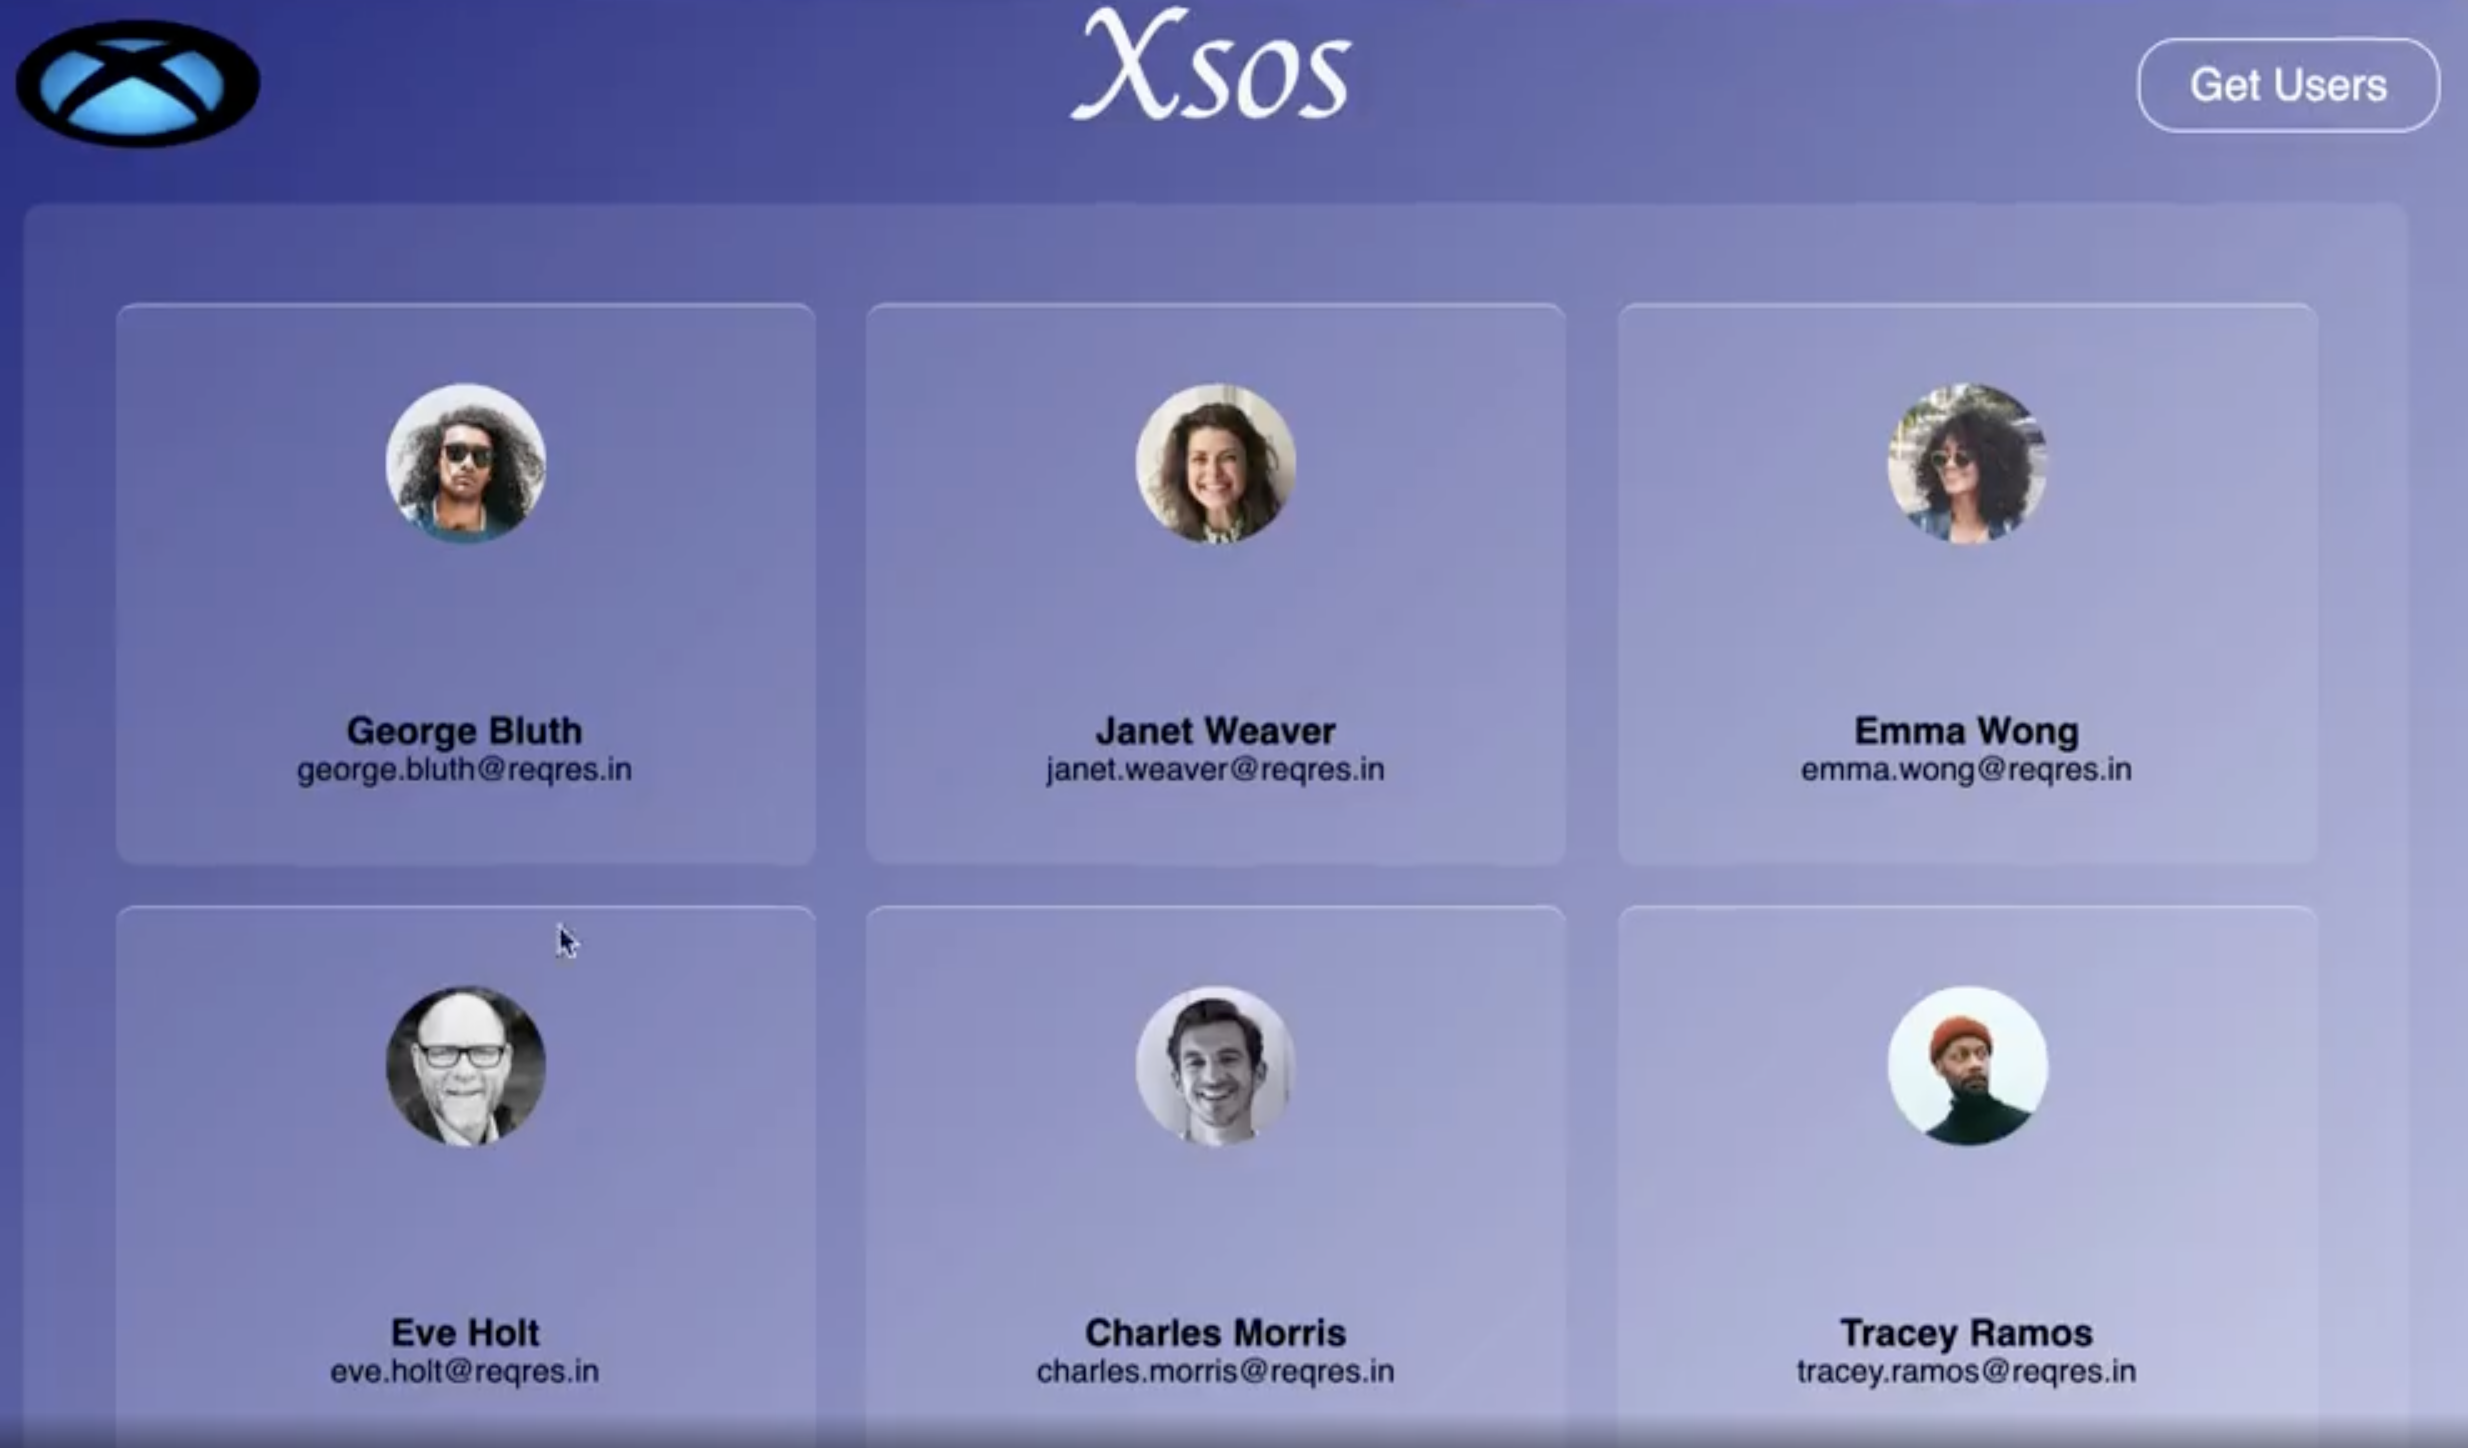 Xsos
Get Users
George Bluth
george.bluth@reqres.in
Janet Weaver
janet.weaver@reqres.in
Emma Wong
emma.wong@reqres.in
Eve Holt
eve.holt@reqres.in
Charles Morris
charles.morris@reqres.in
Tracey Ramos
tracey.ramos@reqres.in